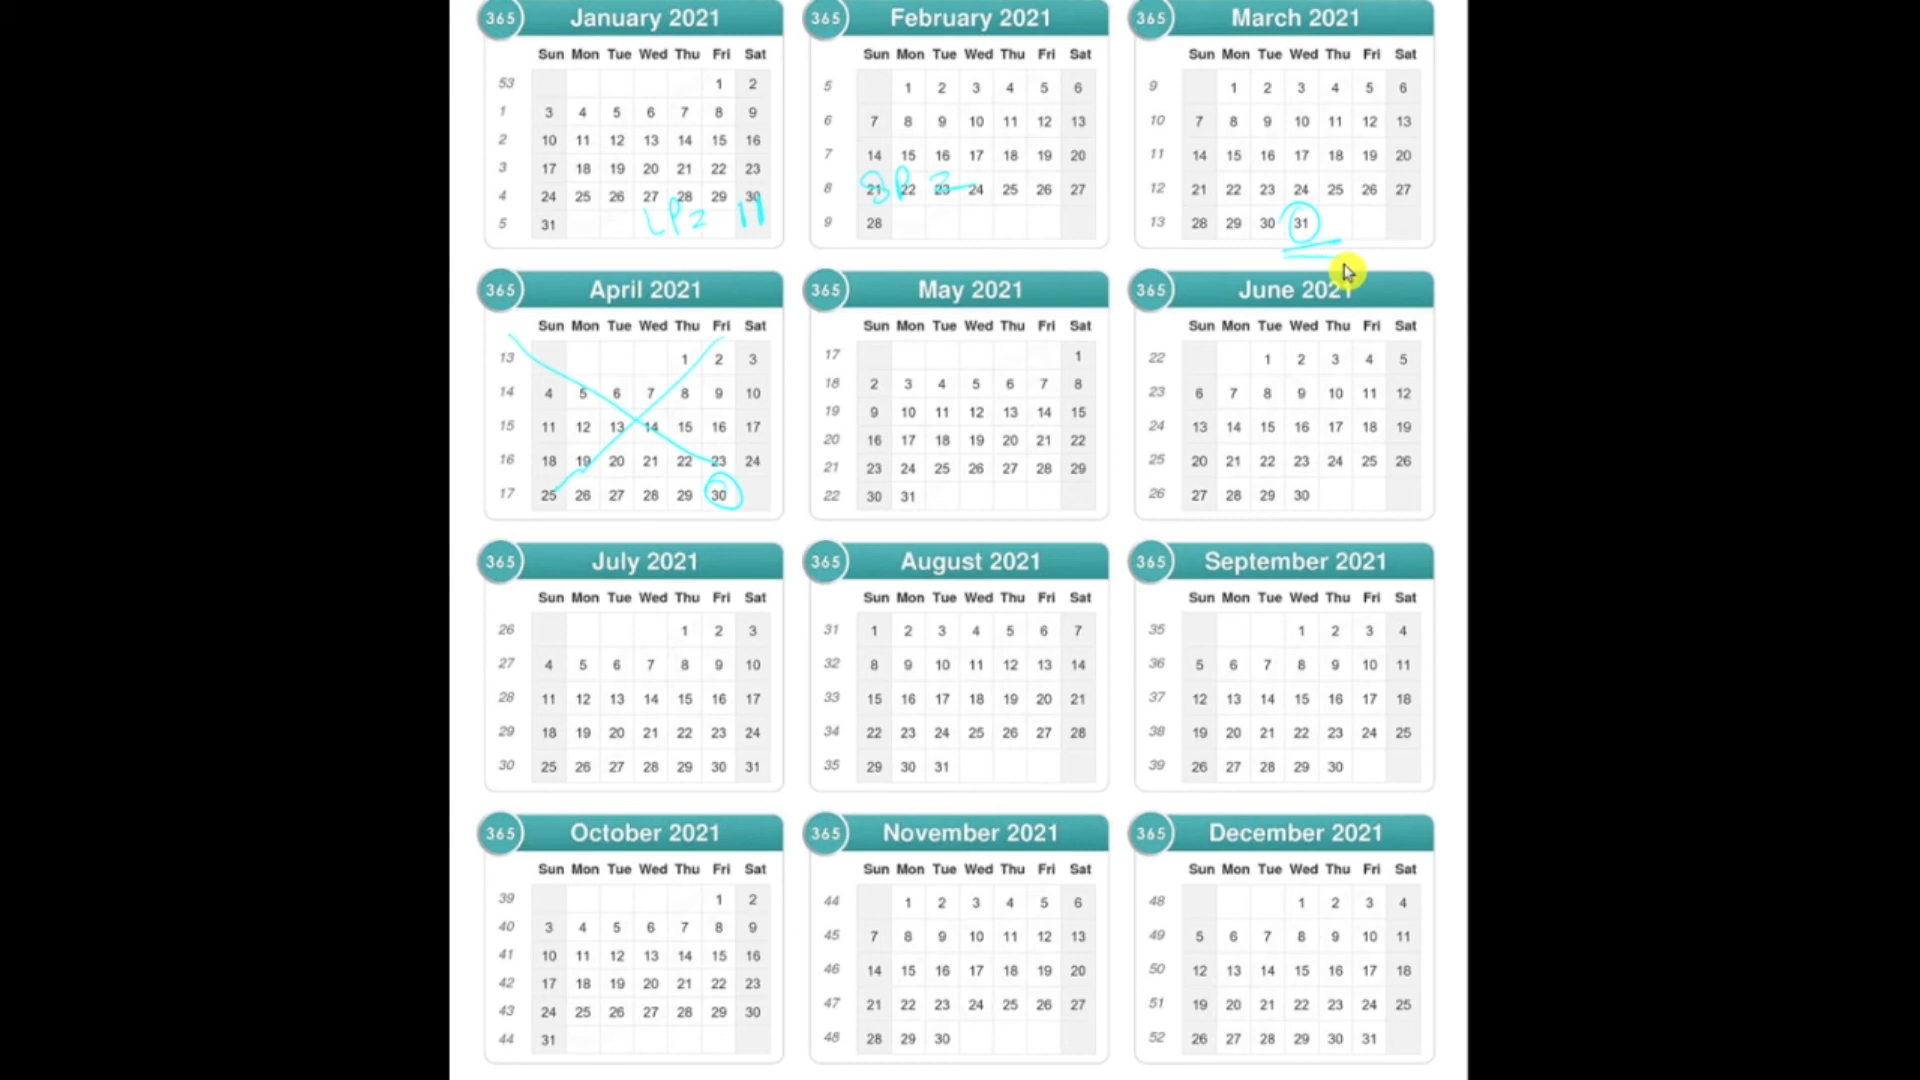 365 January 2021
Sun Mon Tue Wed Thu Fri Sat
53 1 2
1 3 4 5 6 7 8 9
2 10 11 12 13 14 15 16
3 17 18 19 20 21 22 23
4 24 25 26 27 28 29 30
5 31
LP2 11
365 February 2021
Sun Mon Tue Wed Thu Fri Sat
5 1 2 3 4 5 6
6 7 8 9 10 11 12 13
7 14 15 16 17 18 19 20
8 21 22 23 24 25 26 27
9 28
365 March 2021
Sun Mon Tue Wed Thu Fri Sat
9 1 2 3 4 5 6
10 7 8 9 10 11 12 13
11 14 15 16 17 18 19 20
12 21 22 23 24 25 26 27
13 28 29 30 31
365 April 2021
Sun Mon Tue Wed Thu Fri Sat
13 1 2 3
14 4 5 6 7 8 9 10
15 11 12 13 14 15 16 17
16 18 19 20 21 22 23 24
17 25 26 27 28 29 30
365 May 2021
Sun Mon Tue Wed Thu Fri Sat
17 1
18 2 3 4 5 6 7 8
19 9 10 11 12 13 14 15
20 16 17 18 19 20 21 22
21 23 24 25 26 27 28 29
22 30 31
365 June 2021
Sun Mon Tue Wed Thu Fri Sat
22 1 2 3 4 5
23 6 7 8 9 10 11 12
24 13 14 15 16 17 18 19
25 20 21 22 23 24 25 26
26 27 28 29 30
365 July 2021
Sun Mon Tue Wed Thu Fri Sat
26 1 2 3
27 4 5 6 7 8 9 10
28 11 12 13 14 15 16 17
29 18 19 20 21 22 23 24
30 25 26 27 28 29 30 31
365 August 2021
Sun Mon Tue Wed Thu Fri Sat
31 1 2 3 4 5 6 7
32 8 9 10 11 12 13 14
33 15 16 17 18 19 20 21
34 22 23 24 25 26 27 28
35 29 30 31
365 September 2021
Sun Mon Tue Wed Thu Fri Sat
35 1 2 3 4
36 5 6 7 8 9 10 11
37 12 13 14 15 16 17 18
38 19 20 21 22 23 24 25
39 26 27 28 29 30
365 October 2021
Sun Mon Tue Wed Thu Fri Sat
39 1 2
40 3 4 5 6 7 8 9
41 10 11 12 13 14 15 16
42 17 18 19 20 21 22 23
43 24 25 26 27 28 29 30
44 31
365 November 2021
Sun Mon Tue Wed Thu Fri Sat
44 1 2 3 4 5 6
45 7 8 9 10 11 12 13
46 14 15 16 17 18 19 20
47 21 22 23 24 25 26 27
48 28 29 30
365 December 2021
Sun Mon Tue Wed Thu Fri Sat
48 1 2 3 4
49 5 6 7 8 9 10 11
50 12 13 14 15 16 17 18
51 19 20 21 22 23 24 25
52 26 27 28 29 30 31